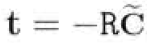 t = −RC̃